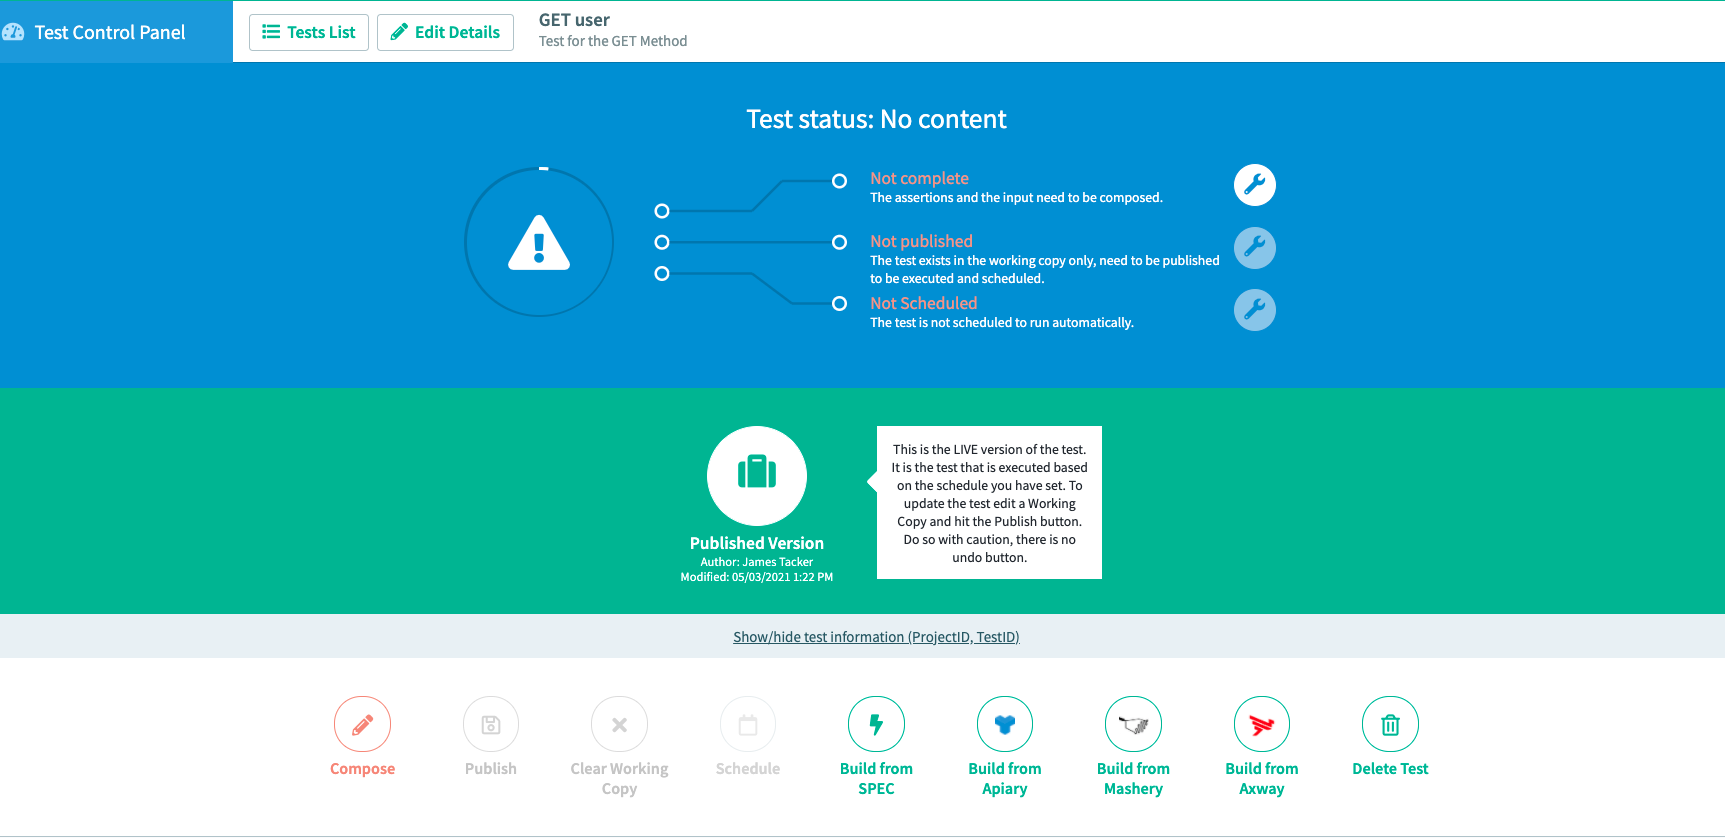 Test Control Panel
Tests List
Edit Details
GET user
Test for the GET Method
Test status: No content
Not complete
The assertions and the input need to be composed.
Not published
The test exists in the working copy only, need to be published
to be executed and scheduled.
Not Scheduled
The test is not scheduled to run automatically.
Published Version
Author: James Tacker
Modified: 05/03/2021 1:22 PM
This is the LIVE version of the test.
It is the test that is executed based
on the schedule you have set. To
update the test edit a Working
Copy and hit the Publish button.
Do so with caution, there is no
undo button.
Show/hide test information (ProjectID, TestID)
Compose
Publish
Clear Working
Copy
Schedule
Build from
SPEC
Build from
Apiary
Build from
Mashery
Build from
Axway
Delete Test